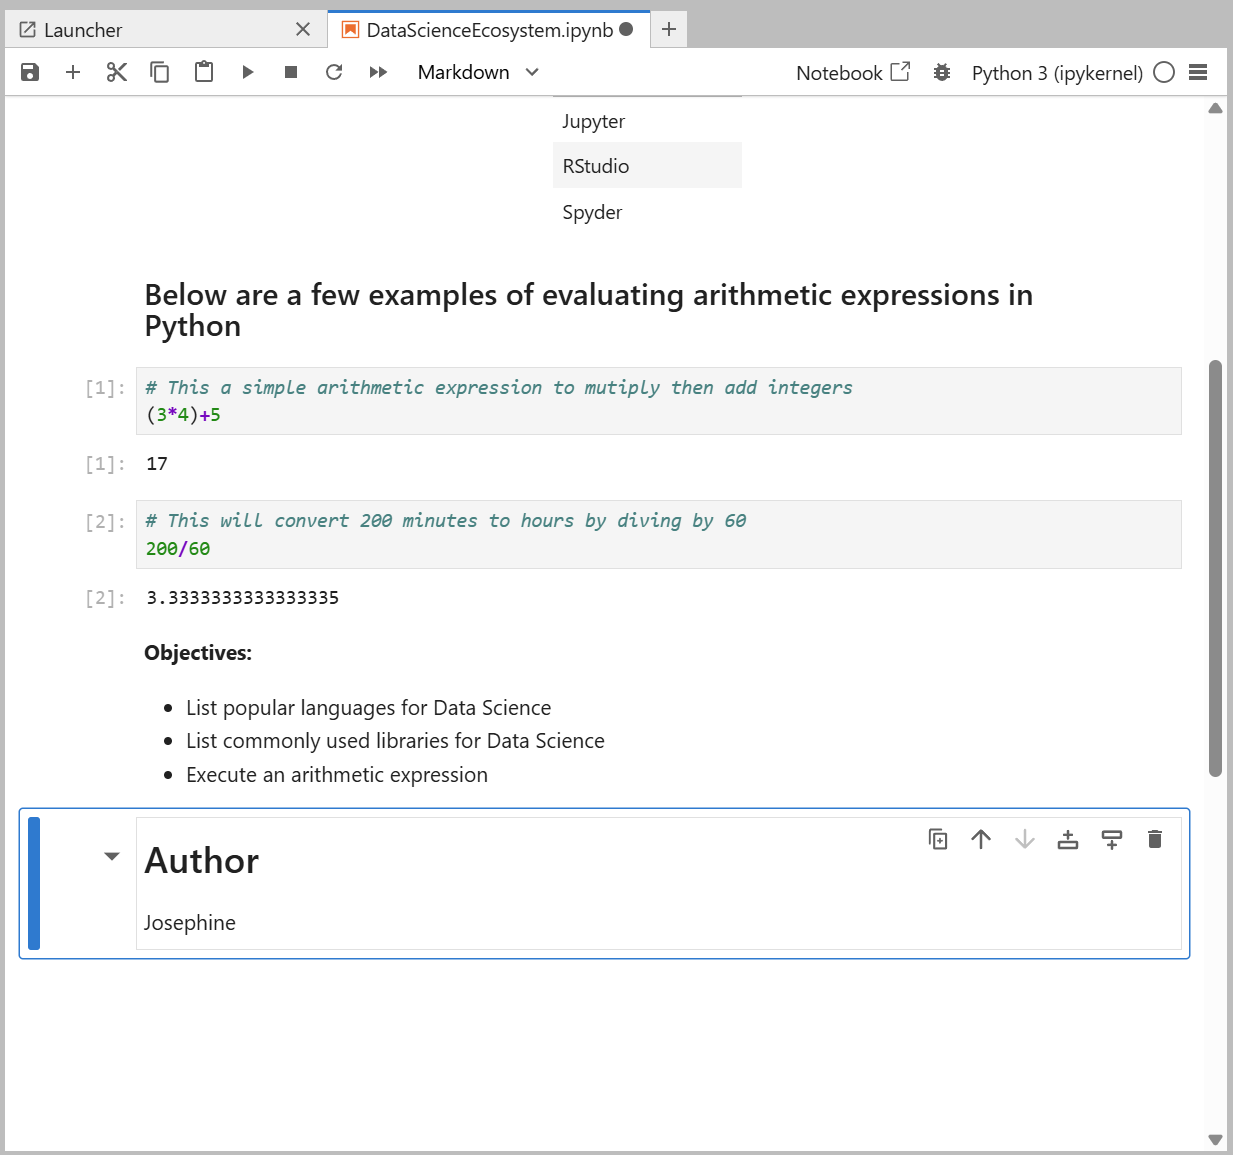 Launcher
DataScienceEcosystem.ipynb
Markdown
Notebook
Python 3 (ipykernel)
Jupyter
RStudio
Spyder
Below are a few examples of evaluating arithmetic expressions in
Python
[1]:
# This a simple arithmetic expression to mutiply then add integers
(3*4)+5
[1]: 17
[2]:
# This will convert 200 minutes to hours by diving by 60
200/60
[2]: 3.3333333333333335
Objectives:
• List popular languages for Data Science
• List commonly used libraries for Data Science
• Execute an arithmetic expression
Author
Josephine